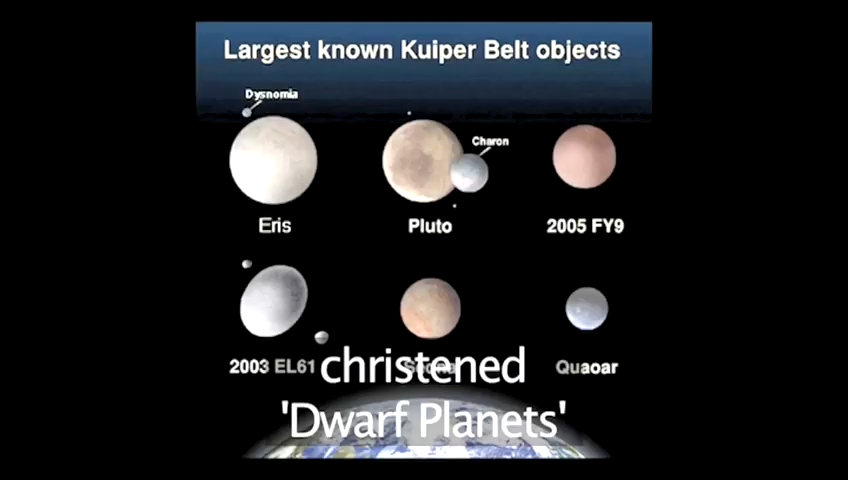 Largest known Kuiper Belt objects
Dysnomia
Charon
Eris
Pluto
2005 FY9
2003 EL61
Quaoar
christened
'Dwarf Planets'